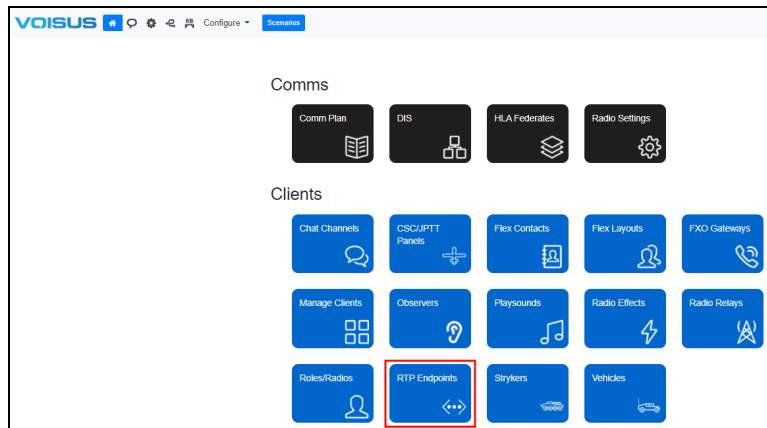 VOISUS RB Configure Scenarios
Comms
Comm Plan DIS HLA Federates Radio Settings
Clients
Chat Channels CSC/JPTT Flex Contacts Flex Layouts FXO Gateways
Panels
Manage Clients Observers Playsounds Radio Effects Radio Relays
Roles/Radios RTP Endpoints Strykers Vehicles